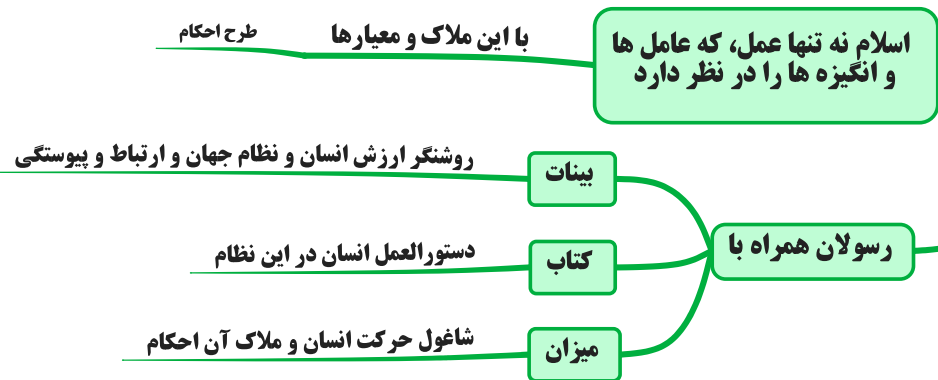 اسلام نه تنها عمل، که عامل ها
و انگیزه ها را در نظر دارد
با این ملاک و معیارها
طرح احکام
رسولان همراه با
بینات
روشنگر ارزش انسان و نظام جهان و ارتباط و پیوستگی
کتاب
دستورالعمل انسان در این نظام
میزان
شاغول حرکت انسان و ملاک آن احکام